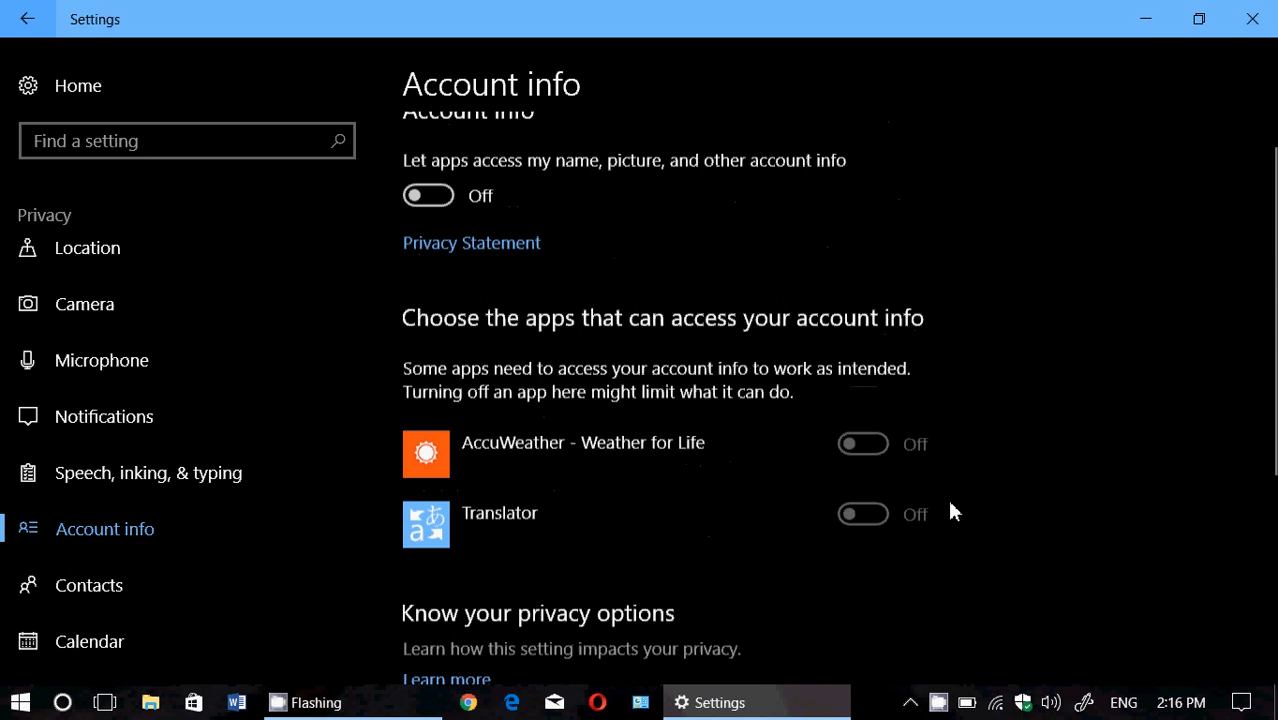 Settings
Home
Find a setting
Privacy
Location
Camera
Microphone
Notifications
Speech, inking, & typing
Account info
Contacts
Calendar
Account info
Account info
Let apps access my name, picture, and other account info
Off
Privacy Statement
Choose the apps that can access your account info
Some apps need to access your account info to work as intended.
Turning off an app here might limit what it can do.
AccuWeather - Weather for Life
Off
Translator
Off
Know your privacy options
Learn how this setting impacts your privacy.
Learn more
Flashing
Settings
ENG
2:16 PM